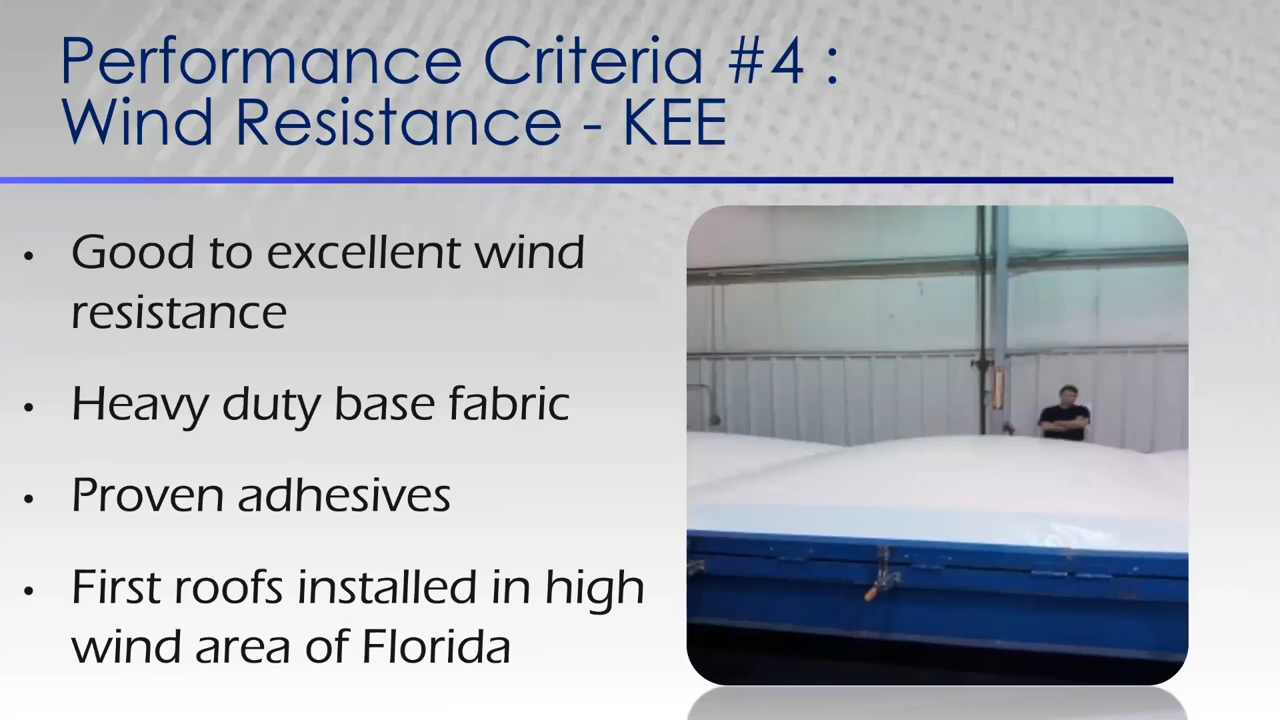 Performance Criteria #4 :
Wind Resistance - KEE
• Good to excellent wind
resistance
• Heavy duty base fabric
• Proven adhesives
• First roofs installed in high
wind area of Florida